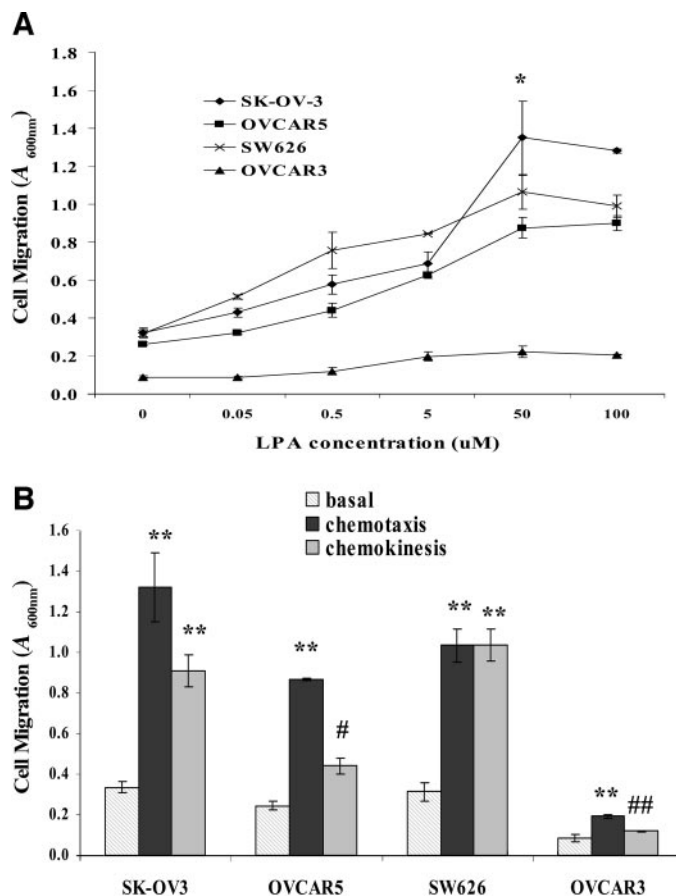 A
Cell Migration (A 600nm)
1.8
1.6
1.4
1.2
1.0
0.8
0.6
0.4
0.2
0.0
*
SK-OV-3
OVCAR5
SW626
OVCAR3
0 0.05 0.5 5 50 100
LPA concentration (uM)
B
Cell Migration (A 600nm)
basal
chemotaxis
chemokinesis
1.6
1.4
1.2
1.0
0.8
0.6
0.4
0.2
0.0
** ** ** # ** ** ** ##
SK-OV3 OVCAR5 SW626 OVCAR3